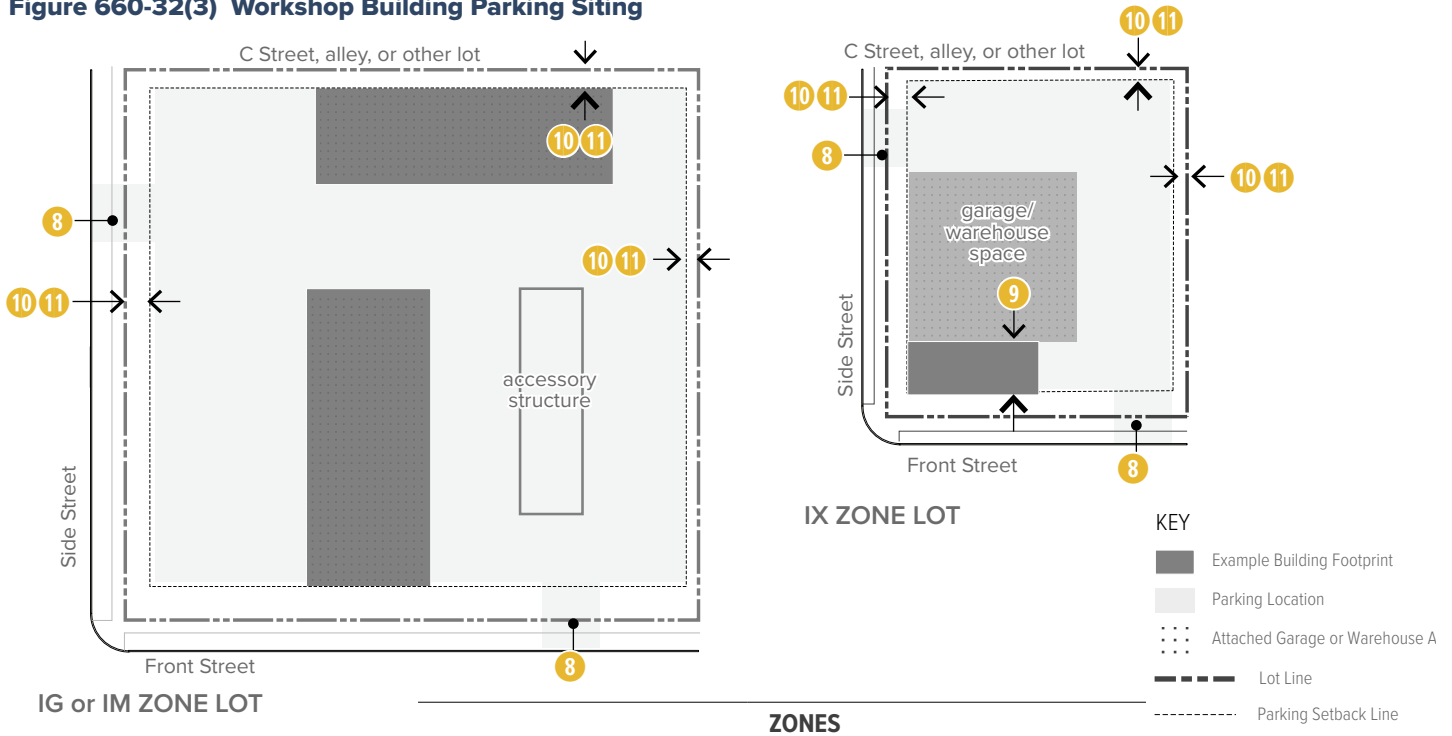 Figure 660-32(3) Workshop Building Parking Siting
C Street, alley, or other lot
10 11
8
10 11
10 11
accessory
structure
Side Street
8
Front Street
IG or IM ZONE LOT
10 11
C Street, alley, or other lot
10 11
8
10 11
garage/
warehouse
space
9
Side Street
Front Street
8
IX ZONE LOT
KEY
Example Building Footprint
Parking Location
Attached Garage or Warehouse A
Lot Line
Parking Setback Line
ZONES